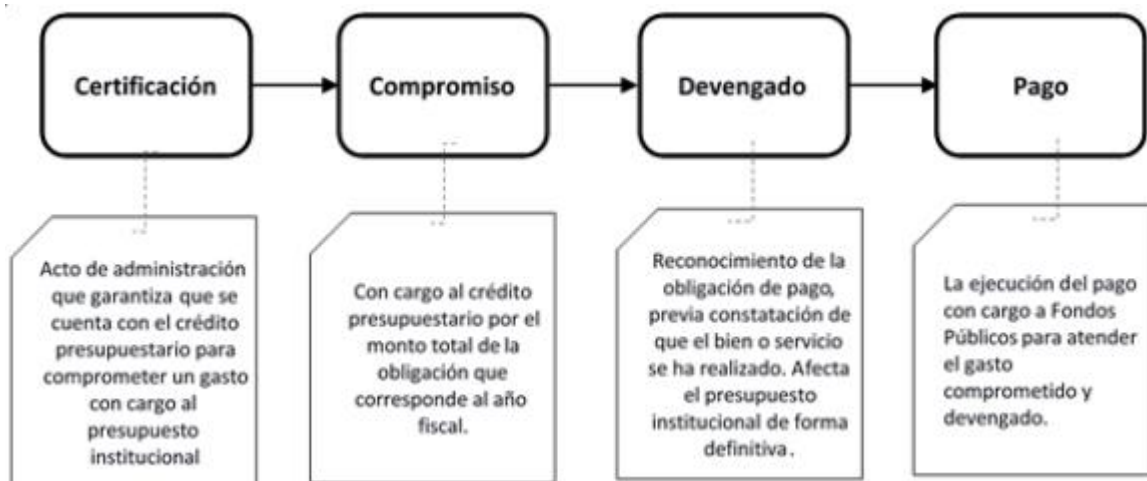 Certificación
Compromiso
Devengado
Pago
Acto de administración
que garantiza que se
cuenta con el crédito
presupuestario para
comprometer un gasto
con cargo al
presupuesto
institucional
Con cargo al crédito
presupuestario por el
monto total de la
obligación que
corresponde al año
fiscal.
Reconocimiento de la
obligación de pago,
previa constatación de
que el bien o servicio
se ha realizado. Afecta
el presupuesto
institucional de forma
definitiva.
La ejecución del pago
con cargo a Fondos
Públicos para atender
el gasto
comprometido y
devengado.